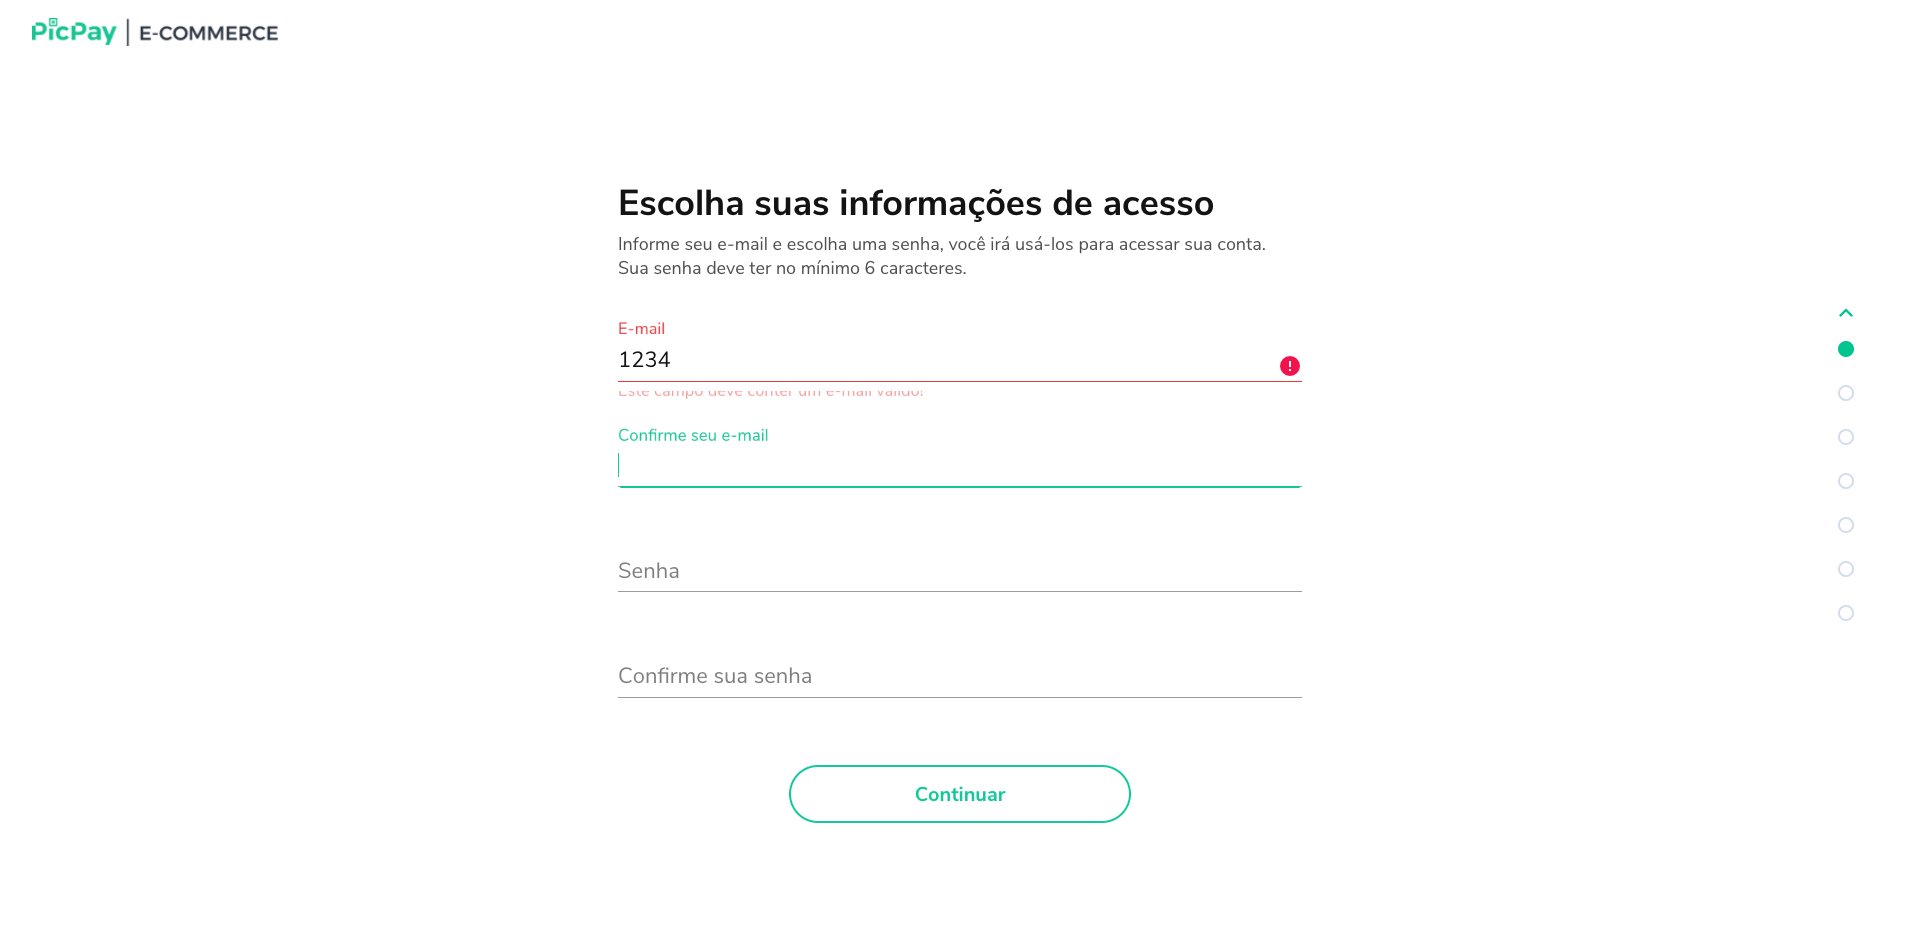 PicPay | E-COMMERCE
Escolha suas informações de acesso
Informe seu e-mail e escolha uma senha, você irá usá-los para acessar sua conta.
Sua senha deve ter no mínimo 6 caracteres.
E-mail
1234
Este campo deve conter um e-mail válido!
Confirme seu e-mail
Senha
Confirme sua senha
Continuar